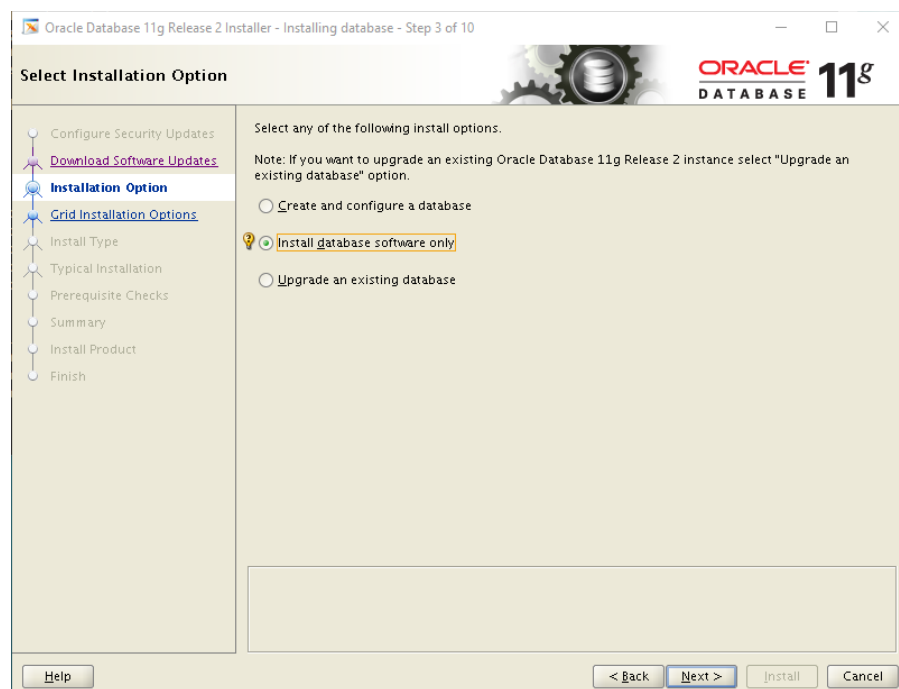 Oracle Database 11g Release 2 Installer - Installing database - Step 3 of 10
Select Installation Option
ORACLE
DATABASE
11g
Configure Security Updates
Download Software Updates
Installation Option
Grid Installation Options
Install Type
Typical Installation
Prerequisite Checks
Summary
Install Product
Finish
Select any of the following install options.
Note: If you want to upgrade an existing Oracle Database 11g Release 2 instance select "Upgrade an
existing database" option.
Create and configure a database
Install database software only
Upgrade an existing database
Help
< Back
Next >
Install
Cancel